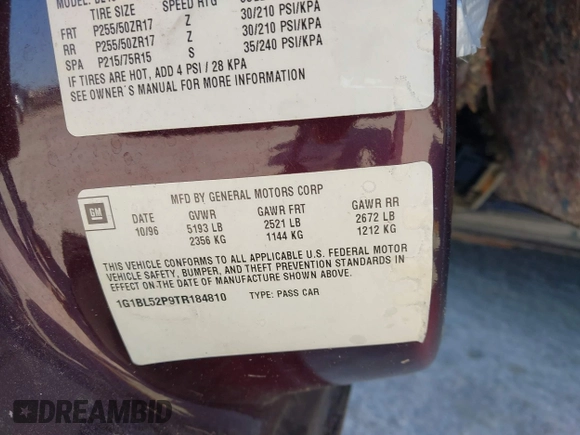 TIRE SIZE SPEED RTG
FRT P255/50ZR17 Z 30/210 PSI/KPA
RR P255/50ZR17 Z 30/210 PSI/KPA
SPA P215/75R15 S 35/240 PSI/KPA
IF TIRES ARE HOT, ADD 4 PSI / 28 KPA
SEE OWNER'S MANUAL FOR MORE INFORMATION
GM
MFD BY GENERAL MOTORS CORP
DATE GVWR GAWR FRT GAWR RR
10/96 5193 LB 2521 LB 2672 LB
2356 KG 1144 KG 1212 KG
THIS VEHICLE CONFORMS TO ALL APPLICABLE U.S. FEDERAL MOTOR
VEHICLE SAFETY, BUMPER, AND THEFT PREVENTION STANDARDS IN
EFFECT ON THE DATE OF MANUFACTURE SHOWN ABOVE.
1G1BL52P9TR184810 TYPE: PASS CAR
DREAMBID